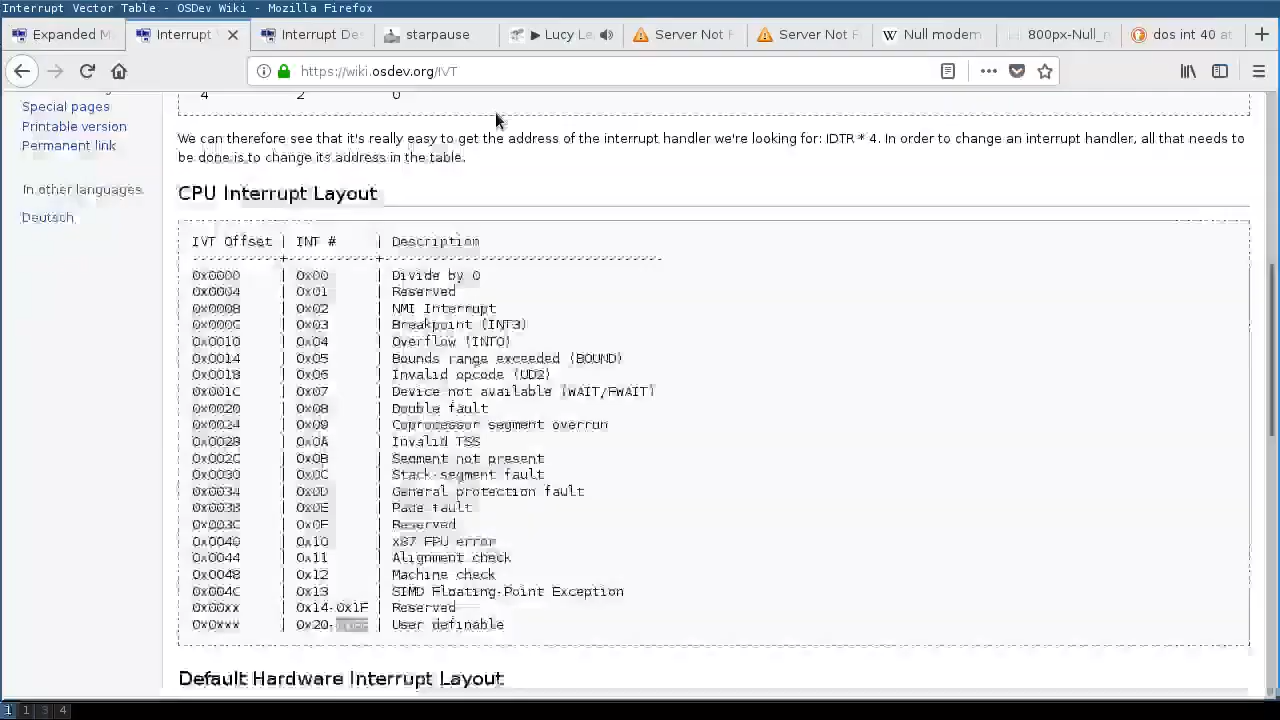 Interrupt Vector Table - OSDev Wiki - Mozilla Firefox
Expanded M
Interrupt
Interrupt De
starpause
▶ Lucy Le
Server Not F
Server Not F
Null modem
800px-Null_
dos int 40 at
https://wiki.osdev.org/IVT
Special pages
Printable version
Permanent link
In other languages
Deutsch
4 2 0
We can therefore see that it's really easy to get the address of the interrupt handler we're looking for: IDTR * 4. In order to change an interrupt handler, all that needs to
be done is to change its address in the table.
CPU Interrupt Layout
IVT Offset | INT # | Description
-----------+-----------+-----------------------------------
0x0000 | 0x00 | Divide by 0
0x0004 | 0x01 | Reserved
0x0008 | 0x02 | NMI Interrupt
0x000C | 0x03 | Breakpoint (INT3)
0x0010 | 0x04 | Overflow (INTO)
0x0014 | 0x05 | Bounds range exceeded (BOUND)
0x0018 | 0x06 | Invalid opcode (UD2)
0x001C | 0x07 | Device not available (WAIT/FWAIT)
0x0020 | 0x08 | Double fault
0x0024 | 0x09 | Coprocessor segment overrun
0x0028 | 0x0A | Invalid TSS
0x002C | 0x0B | Segment not present
0x0030 | 0x0C | Stack-segment fault
0x0034 | 0x0D | General protection fault
0x0038 | 0x0E | Page fault
0x003C | 0x0F | Reserved
0x0040 | 0x10 | x87 FPU error
0x0044 | 0x11 | Alignment check
0x0048 | 0x12 | Machine check
0x004C | 0x13 | SIMD Floating-Point Exception
0x00xx | 0x14-0x1F | Reserved
0x0xxx | 0x20- | User definable
Default Hardware Interrupt Layout
1 1 3 4